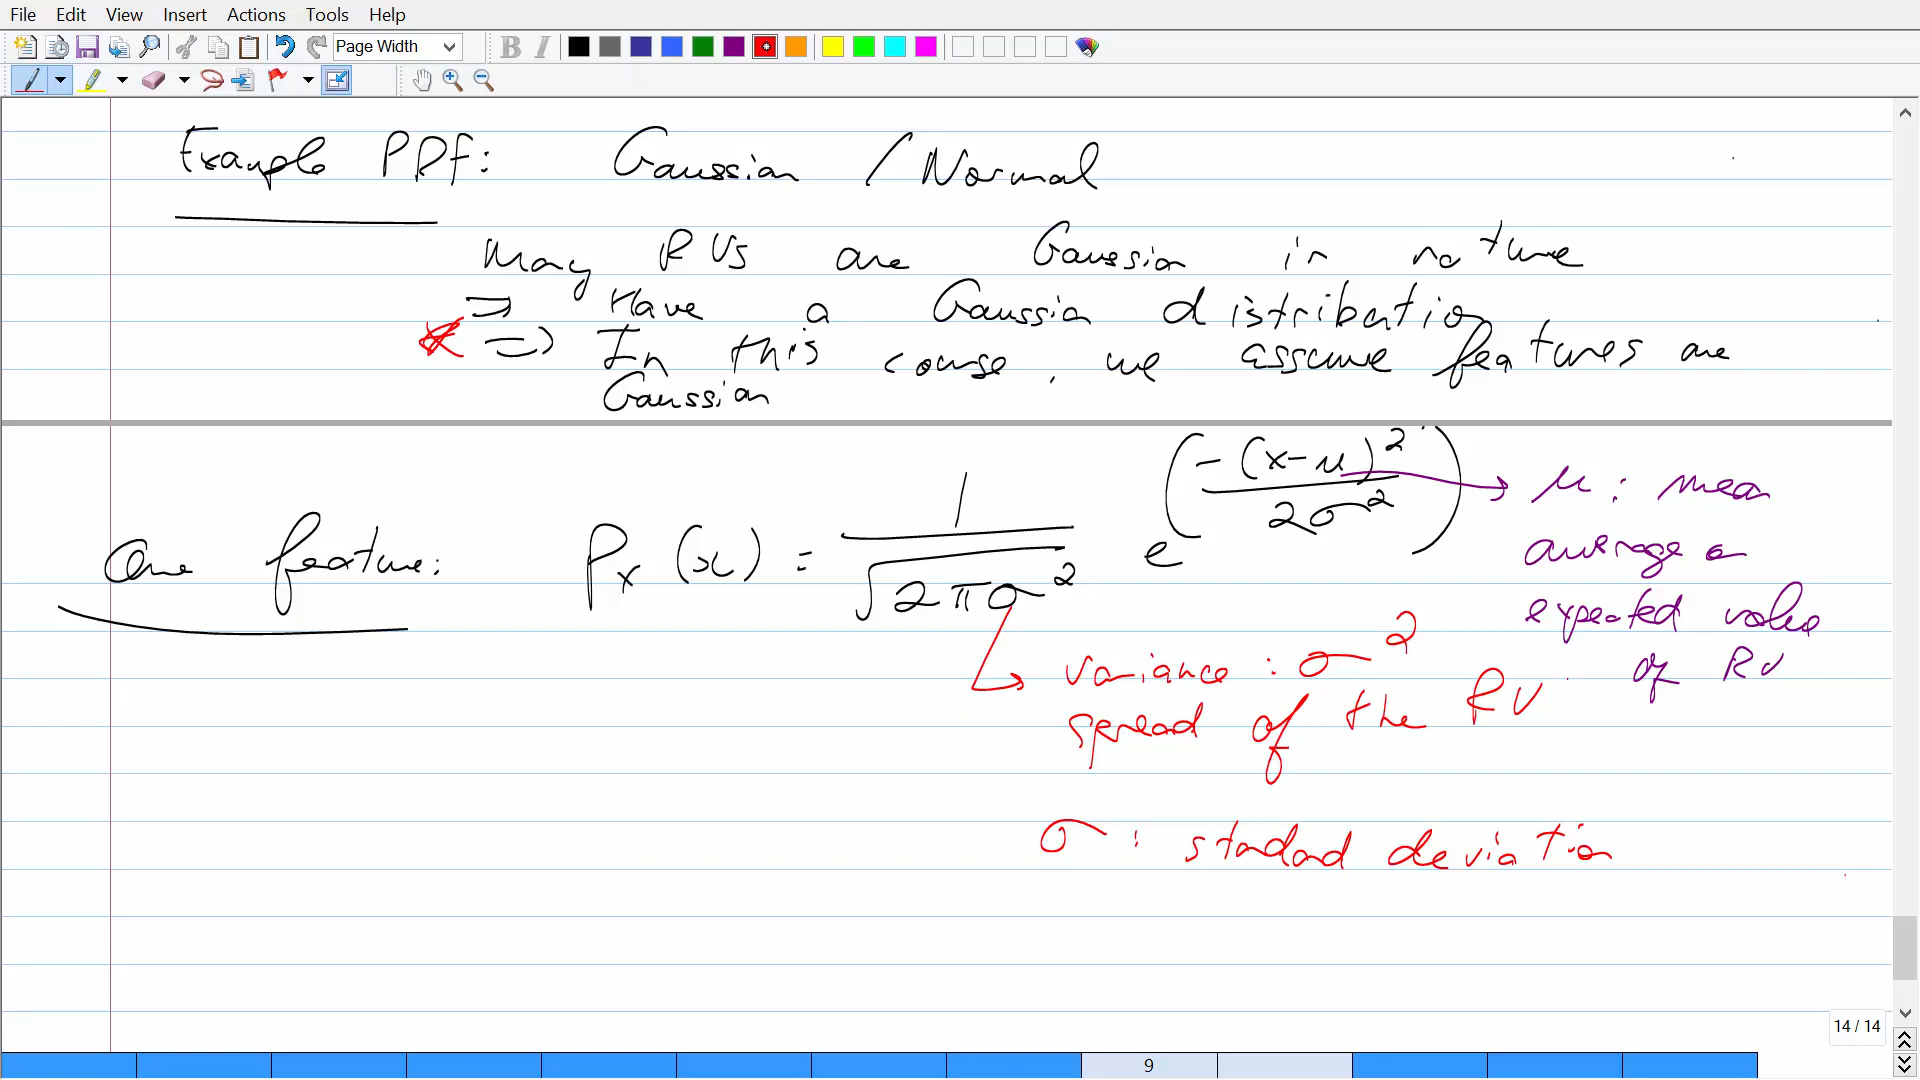 File Edit View Insert Actions Tools Help
Page Width
B I
Example PDF: Gaussian / Normal
Many RVs are Gaussian in nature
⇒ Have a Gaussian distribution
⇒ In this course, we assume features are
Gaussian
One feature: Pₓ(x) = 1/√(2πσ²) e^(-(x-μ)²/2σ²)
μ : mean
average or
expected value
of RV
variance : σ²
spread of the RV
σ : standard deviation
14 / 14
9